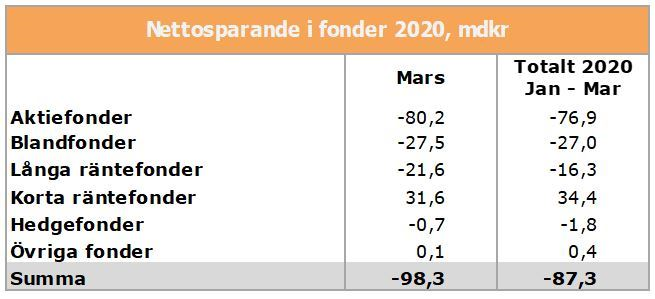 Nettosparande i fonder 2020, mdkr
Mars Totalt 2020
Jan - Mar
Aktiefonder -80,2 -76,9
Blandfonder -27,5 -27,0
Långa räntefonder -21,6 -16,3
Korta räntefonder 31,6 34,4
Hedgefonder -0,7 -1,8
Övriga fonder 0,1 0,4
Summa -98,3 -87,3